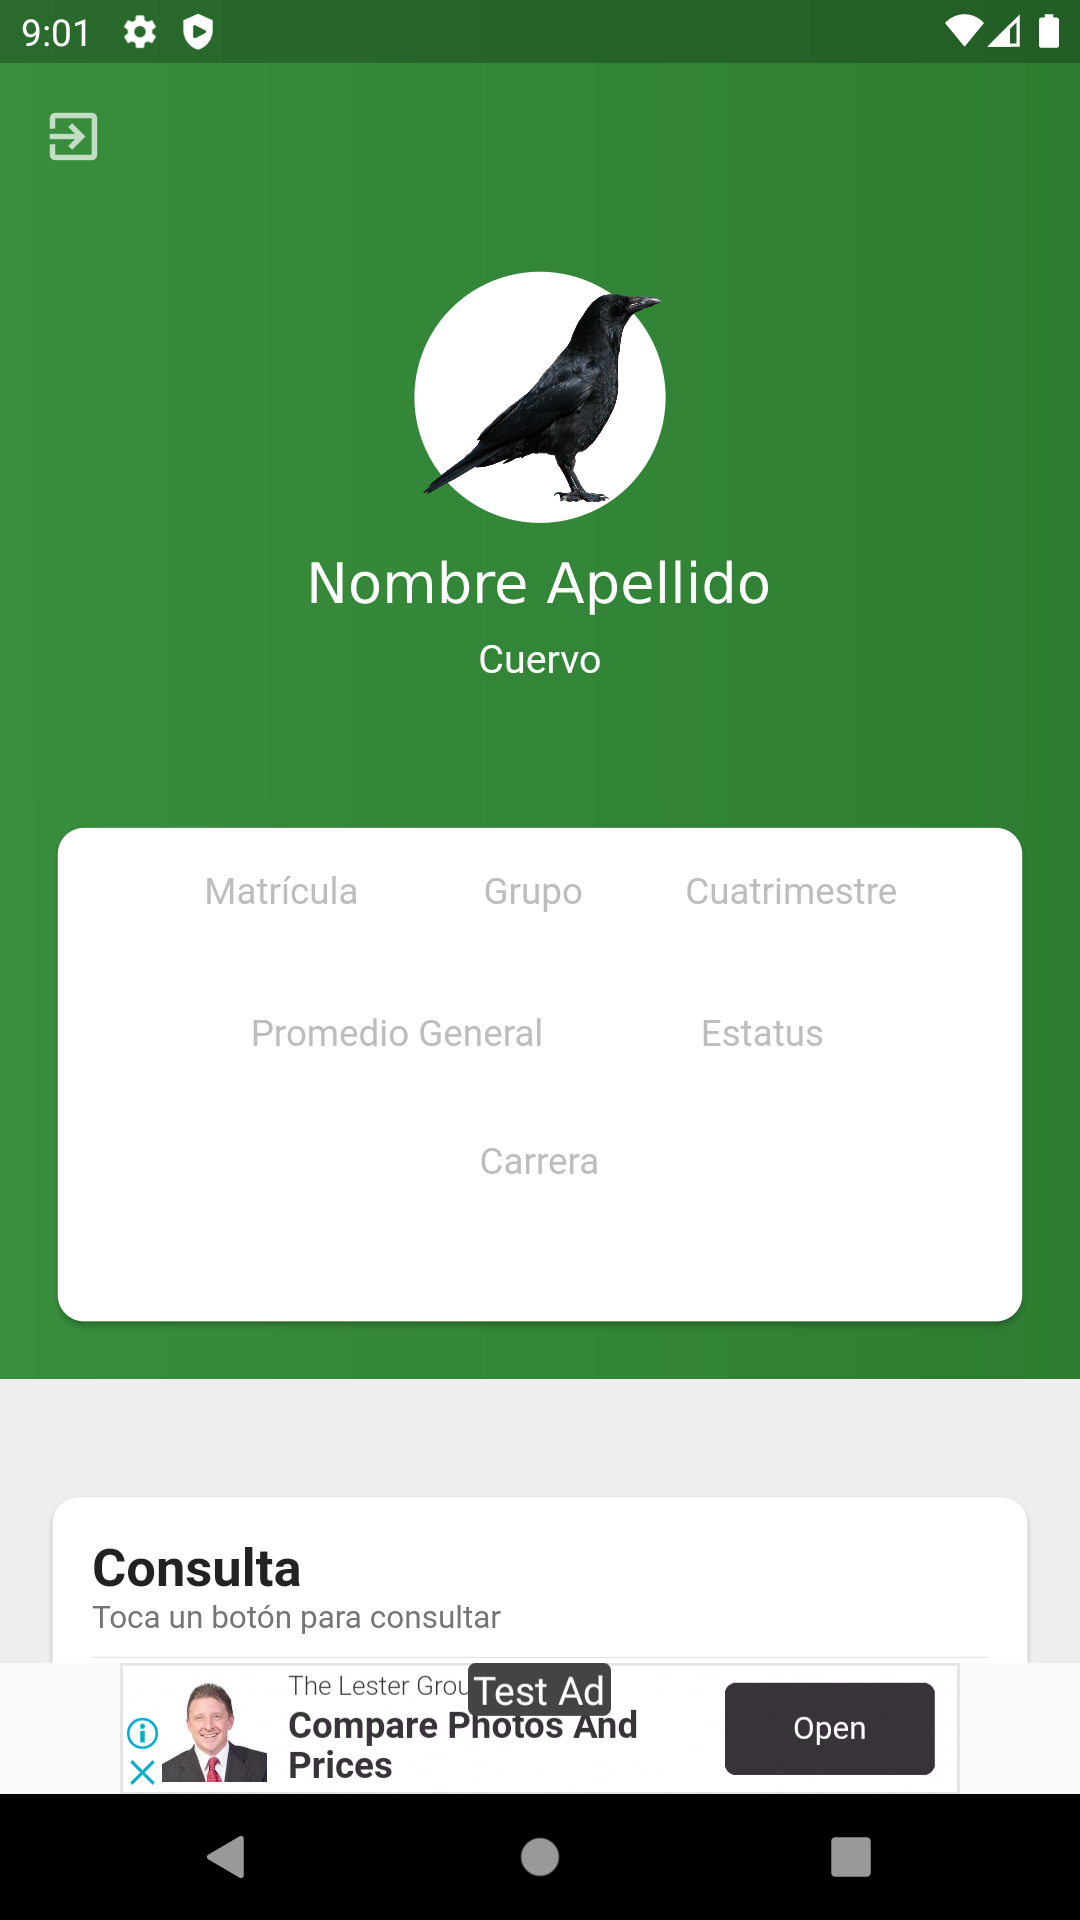 9:01
Nombre Apellido
Cuervo
Matrícula Grupo Cuatrimestre
Promedio General Estatus
Carrera
Consulta
Toca un botón para consultar
The Lester Grou
Test Ad
Compare Photos And
Prices
Open